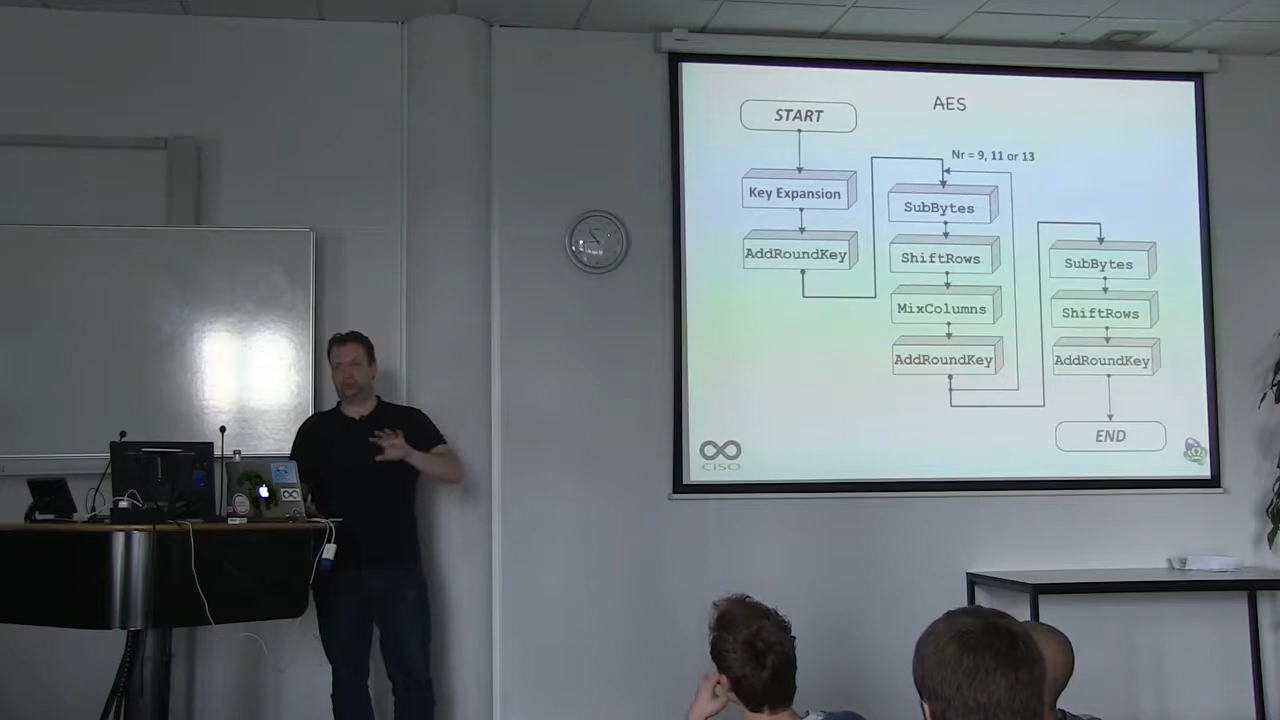 AES
START
Key Expansion
AddRoundKey
Nr = 9, 11 or 13
SubBytes
ShiftRows
MixColumns
AddRoundKey
SubBytes
ShiftRows
AddRoundKey
END
CISO